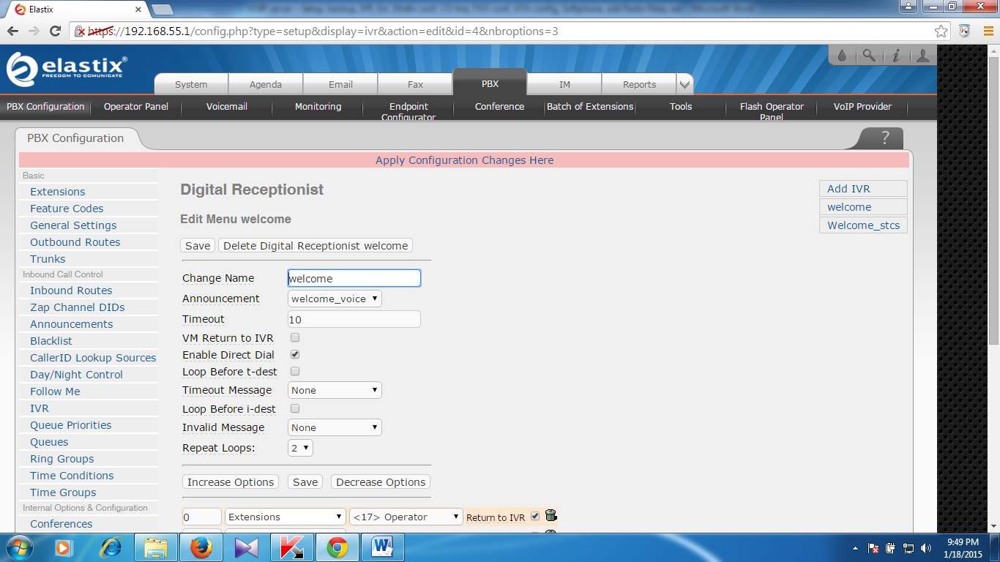 Elastix
https://192.168.55.1/config.php?type=setup&display=ivr&action=edit&id=4&nbroptions=3
elastix®
FREEDOM TO COMUNICATE
System Agenda Email Fax PBX IM Reports
PBX Configuration Operator Panel Voicemail Monitoring Endpoint Configurator Conference Batch of Extensions Tools Flash Operator Panel VoIP Provider
PBX Configuration ?
Apply Configuration Changes Here
Basic
Extensions
Feature Codes
General Settings
Outbound Routes
Trunks
Inbound Call Control
Inbound Routes
Zap Channel DIDs
Announcements
Blacklist
CallerID Lookup Sources
Day/Night Control
Follow Me
IVR
Queue Priorities
Queues
Ring Groups
Time Conditions
Time Groups
Internal Options & Configuration
Conferences
Digital Receptionist
Edit Menu welcome
Save Delete Digital Receptionist welcome
Change Name welcome
Announcement welcome_voice
Timeout 10
VM Return to IVR
Enable Direct Dial
Loop Before t-dest
Timeout Message None
Loop Before i-dest
Invalid Message None
Repeat Loops: 2
Increase Options Save Decrease Options
0 Extensions <17> Operator Return to IVR
Add IVR
welcome
Welcome_stcs
9:49 PM
1/18/2015